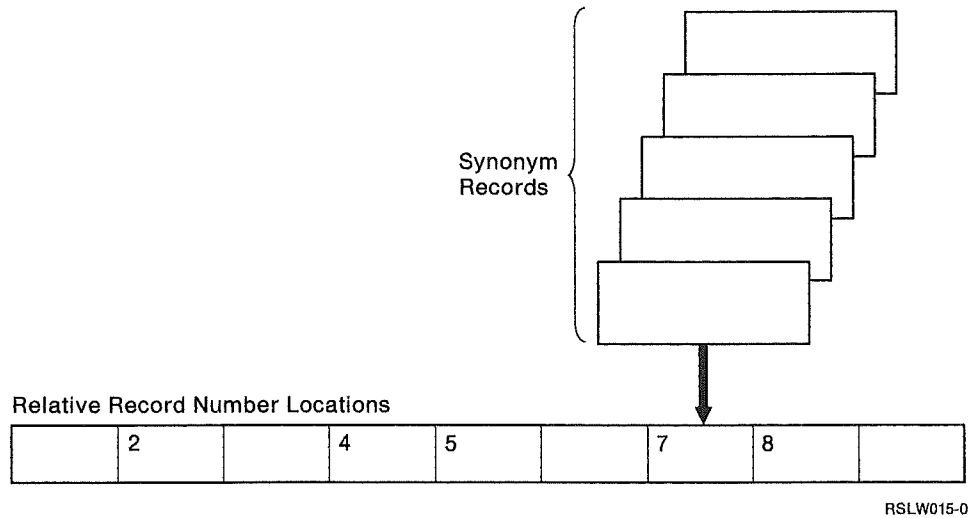 Synonym
Records
Relative Record Number Locations
2 4 5 7 8
RSLW015-0